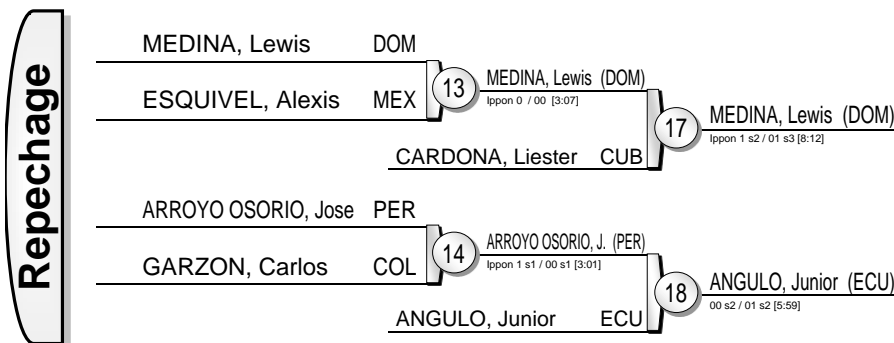 Repechage
MEDINA, Lewis DOM
ESQUIVEL, Alexis MEX
13
MEDINA, Lewis (DOM)
Ippon 0 / 00 [3:07]
CARDONA, Liester CUB
17
MEDINA, Lewis (DOM)
Ippon 1 s2 / 01 s3 [8:12]
ARROYO OSORIO, Jose PER
GARZON, Carlos COL
14
ARROYO OSORIO, J. (PER)
Ippon 1 s1 / 00 s1 [3:01]
ANGULO, Junior ECU
18
ANGULO, Junior (ECU)
00 s2 / 01 s2 [5:59]